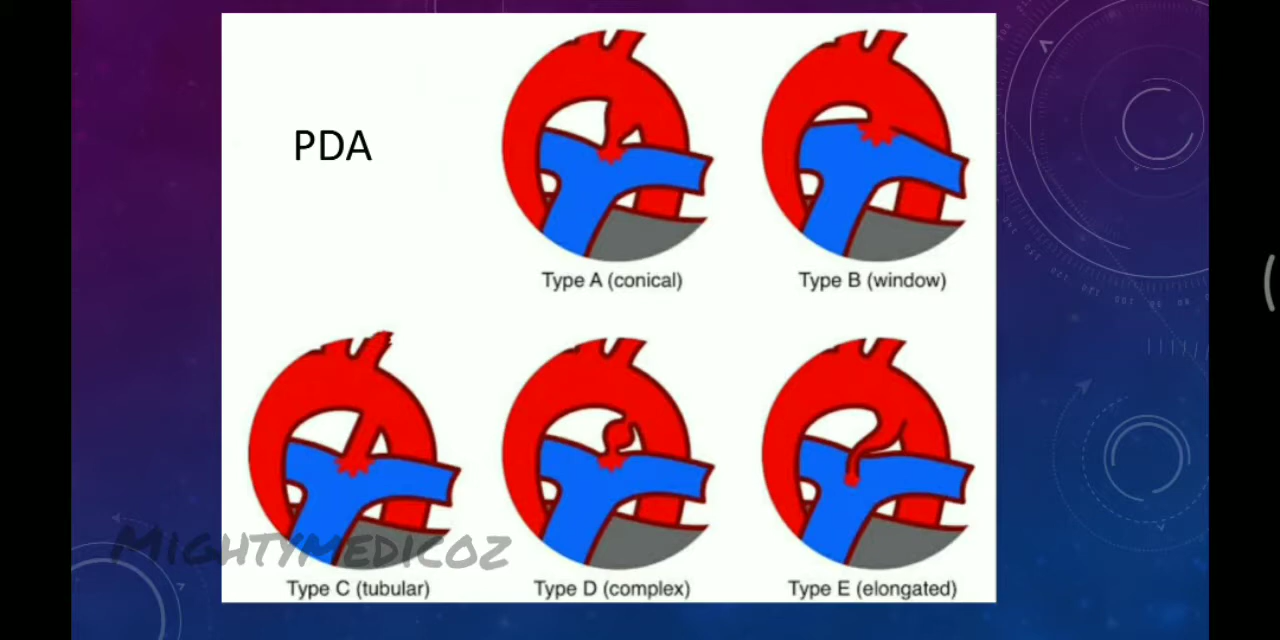 PDA
Type A (conical)
Type B (window)
Type C (tubular)
Type D (complex)
Type E (elongated)
Mightymedicoz